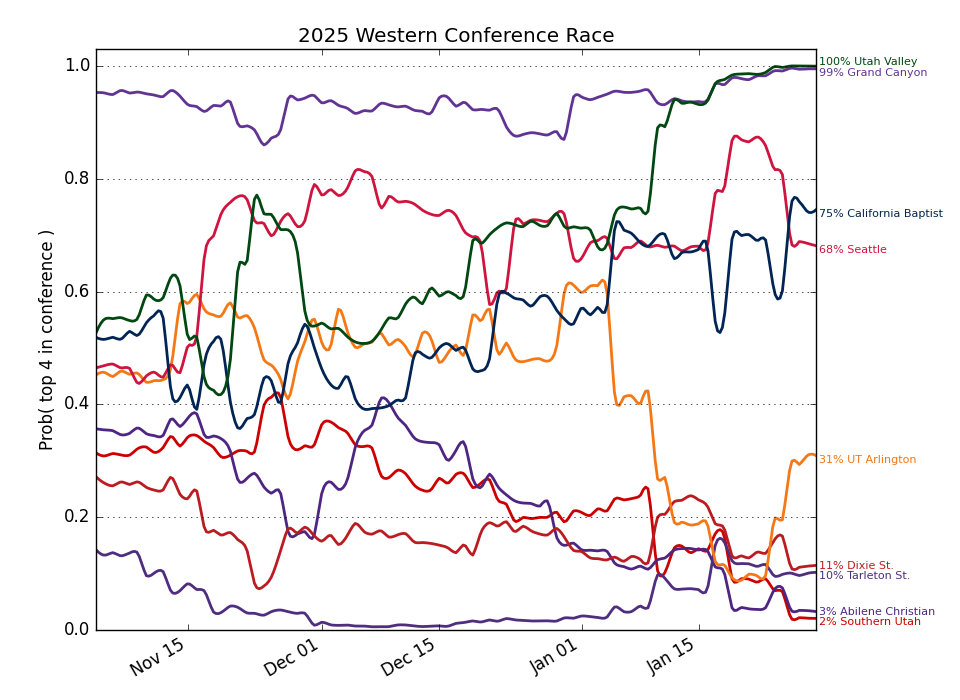 2025 Western Conference Race
1.0
0.8
0.6
0.4
0.2
0.0
Prob( top 4 in conference )
Nov 15
Dec 01
Dec 15
Jan 01
Jan 15
100% Utah Valley
99% Grand Canyon
75% California Baptist
68% Seattle
31% UT Arlington
11% Dixie St.
10% Tarleton St.
3% Abilene Christian
2% Southern Utah